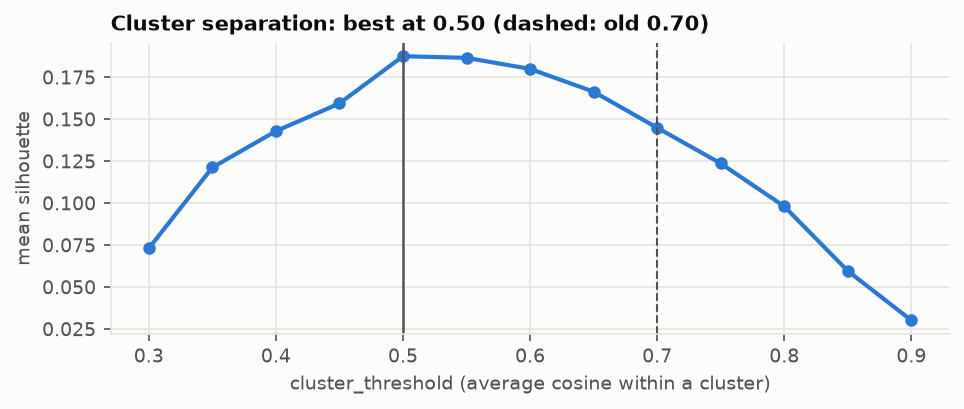 Cluster separation: best at 0.50 (dashed: old 0.70)
mean silhouette
0.175
0.150
0.125
0.100
0.075
0.050
0.025
0.3 0.4 0.5 0.6 0.7 0.8 0.9
cluster_threshold (average cosine within a cluster)